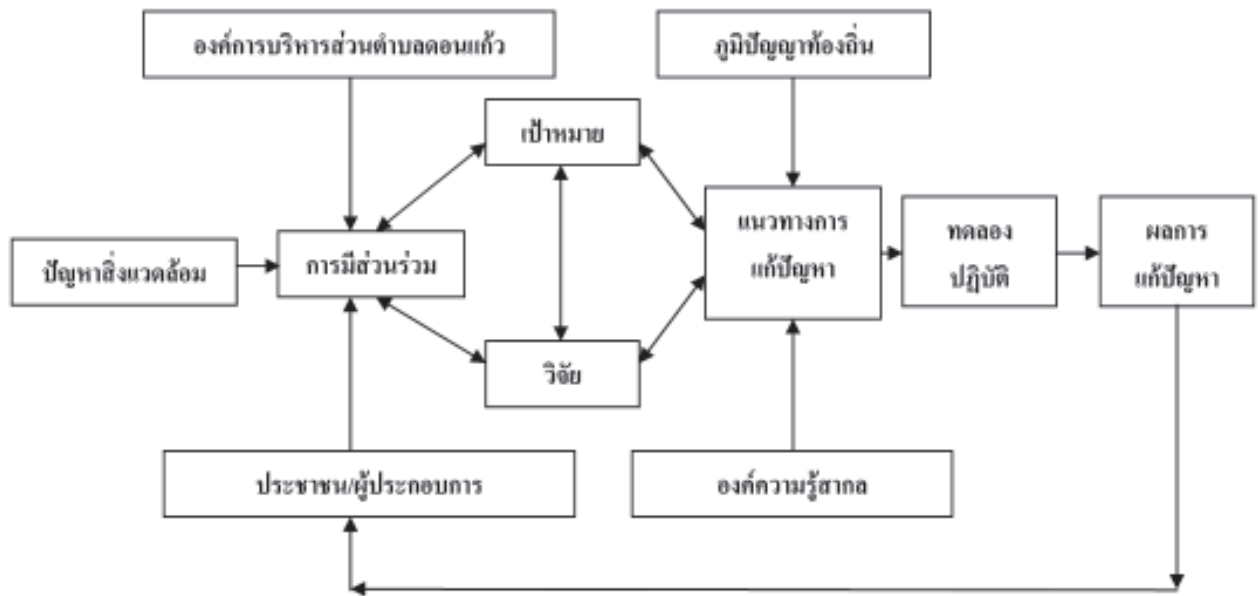 องค์การบริหารส่วนตำบลดอนแก้ว
ภูมิปัญญาท้องถิ่น
เป้าหมาย
ปัญหาสิ่งแวดล้อม
การมีส่วนร่วม
แนวทางการ
แก้ปัญหา
ทดลอง
ปฏิบัติ
ผลการ
แก้ปัญหา
วิจัย
ประชาชน/ผู้ประกอบการ
องค์ความรู้สากล